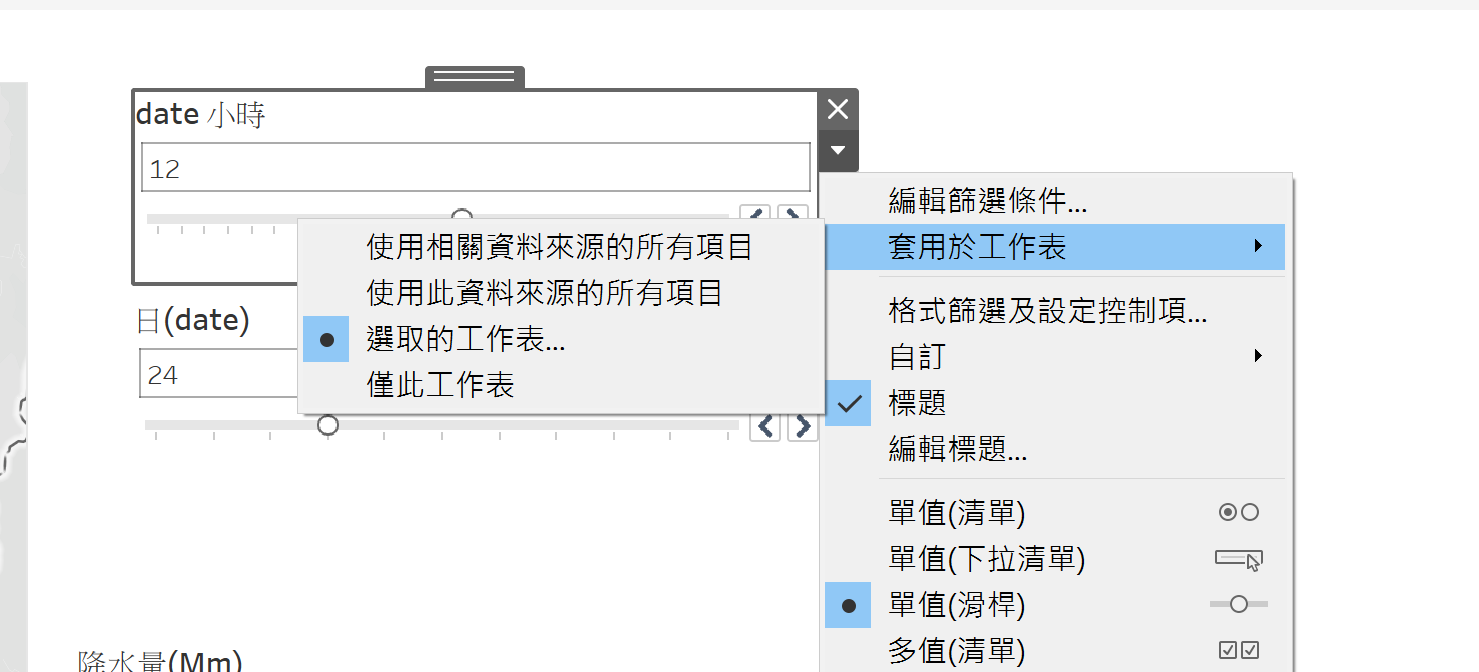 date 小時
12
日(date)
24
降水量(Mm)
使用相關資料來源的所有項目
使用此資料來源的所有項目
選取的工作表...
僅此工作表
編輯篩選條件...
套用於工作表
格式篩選及設定控制項...
自訂
標題
編輯標題...
單值(清單)
單值(下拉清單)
單值(滑桿)
多值(清單)